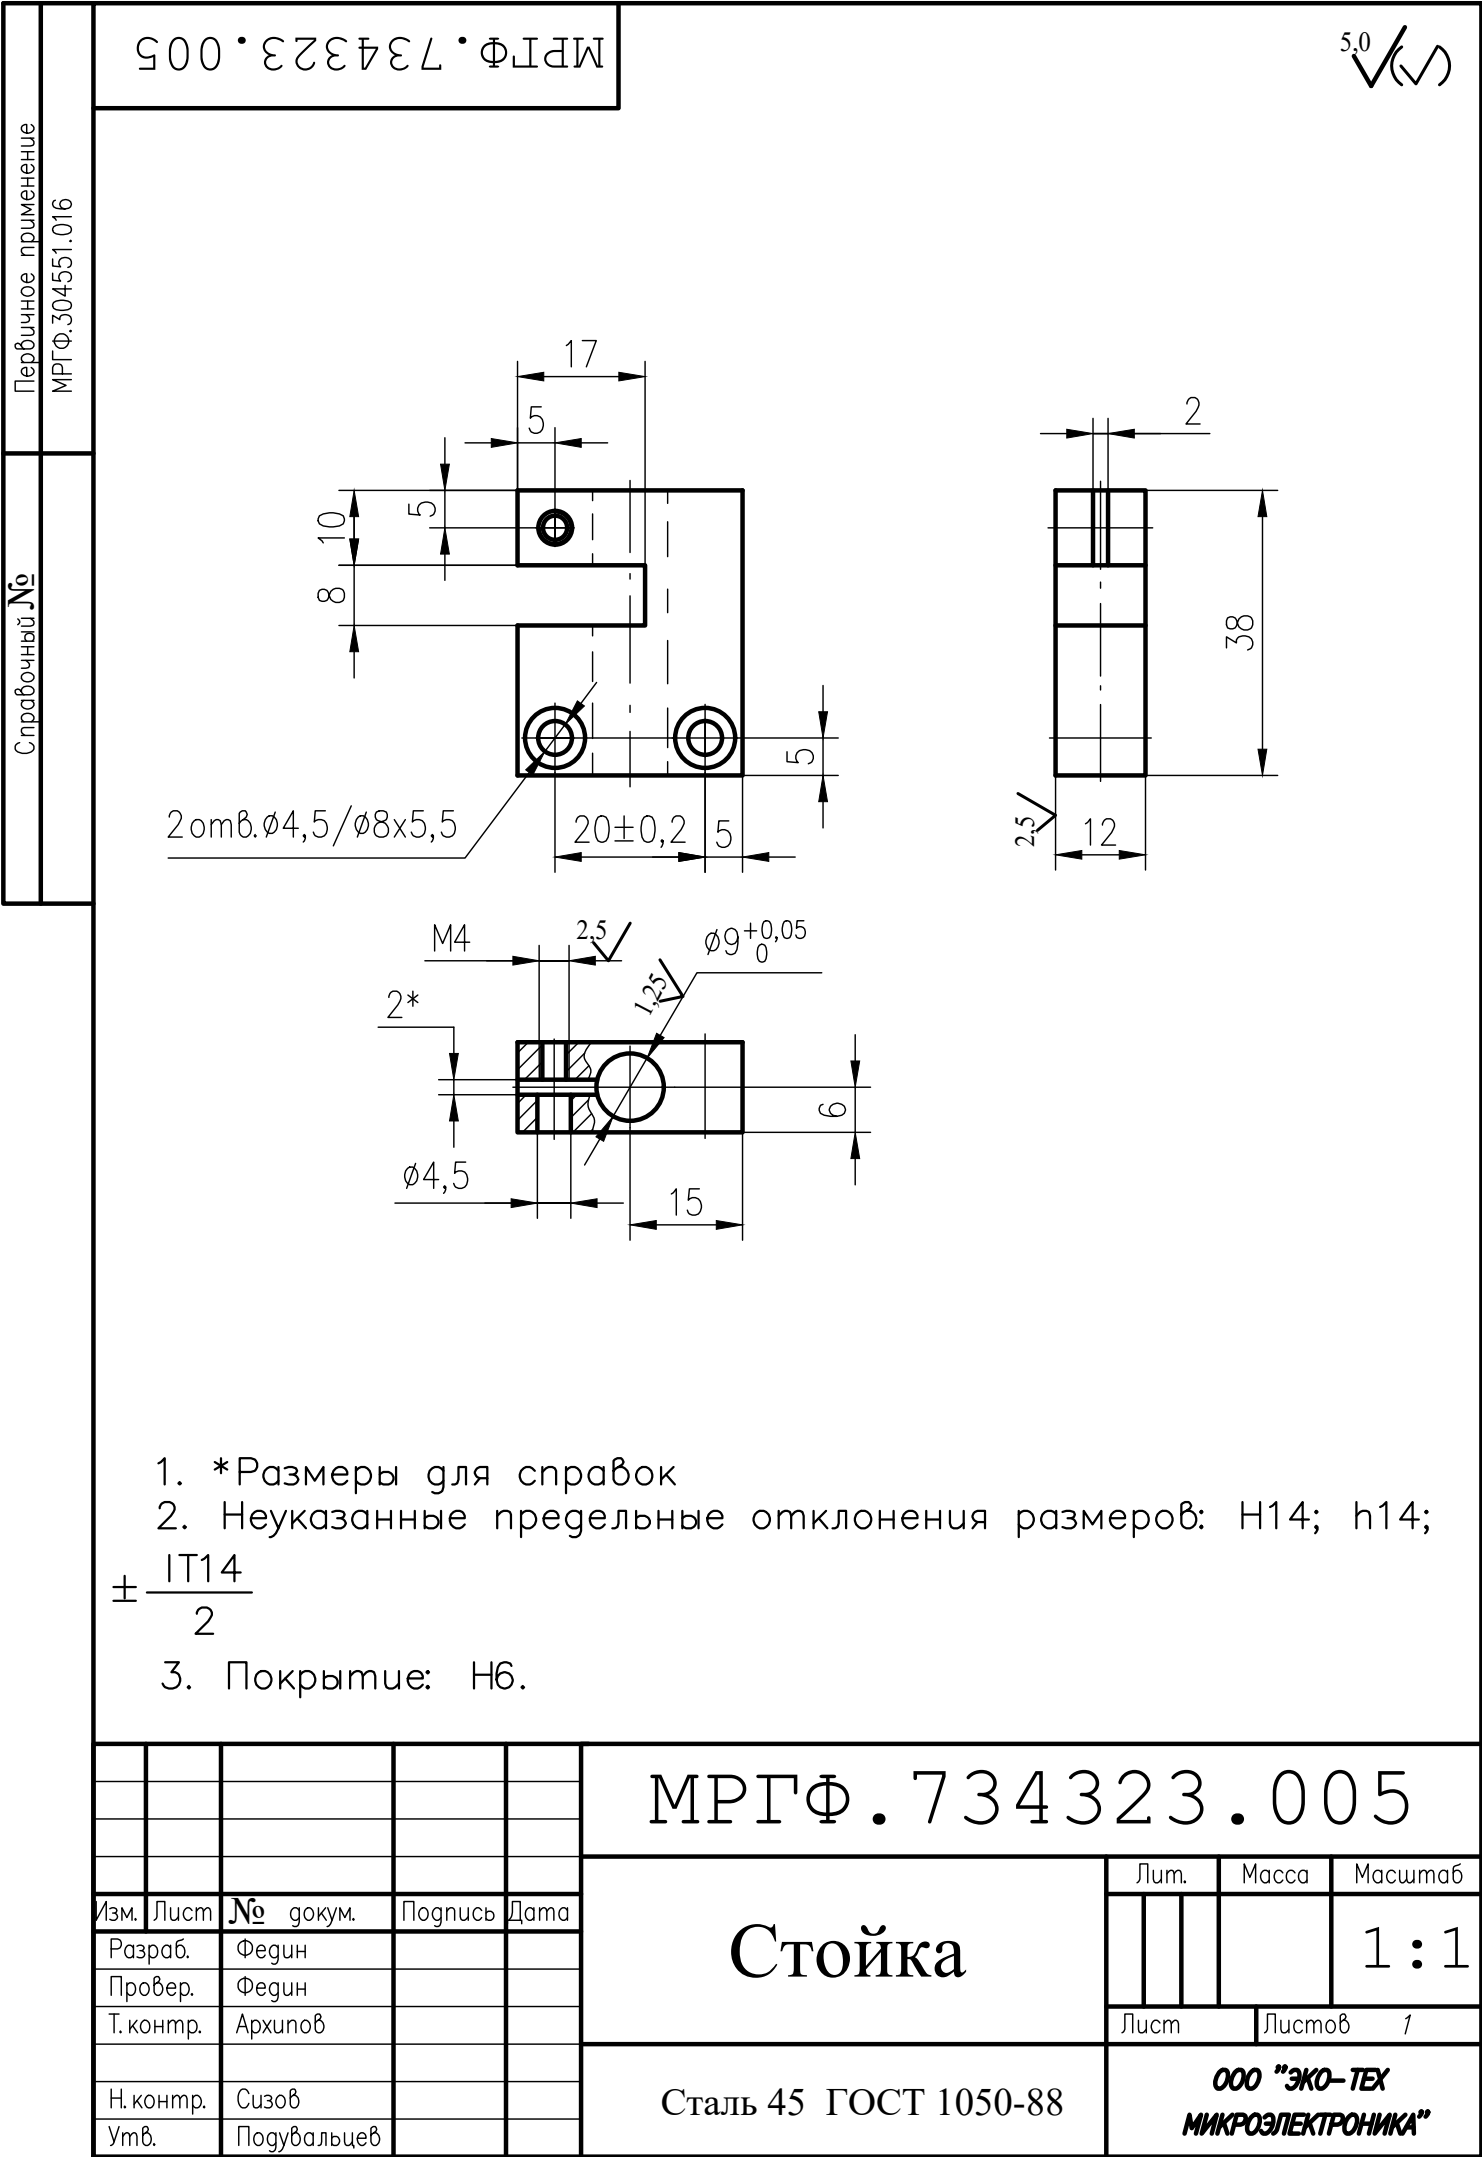 МРГФ.734323.005
5,0
Первичное применение
МРГФ.304551.016
Справочный №
17
5
5
10
8
2
38
5
2отв.⌀4,5/⌀8х5,5
20±0,2
5
2,5
12
М4
2,5
⌀9 +0,05 0
1,25
2*
6
⌀4,5
15
1. *Размеры для справок
2. Неуказанные предельные отклонения размеров: Н14; h14;
± IT14
2
3. Покрытие: Н6.
МРГФ.734323.005
Лит. Масса Масштаб
Изм. Лист № докум. Подпись Дата
Стойка
1:1
Разраб. Федин
Провер. Федин
Т.контр. Архипов
Лист Листов 1
Н.контр. Сизов
Утв. Подувальцев
Сталь 45 ГОСТ 1050-88
ООО "ЭКО-ТЕХ
МИКРОЭЛЕКТРОНИКА"